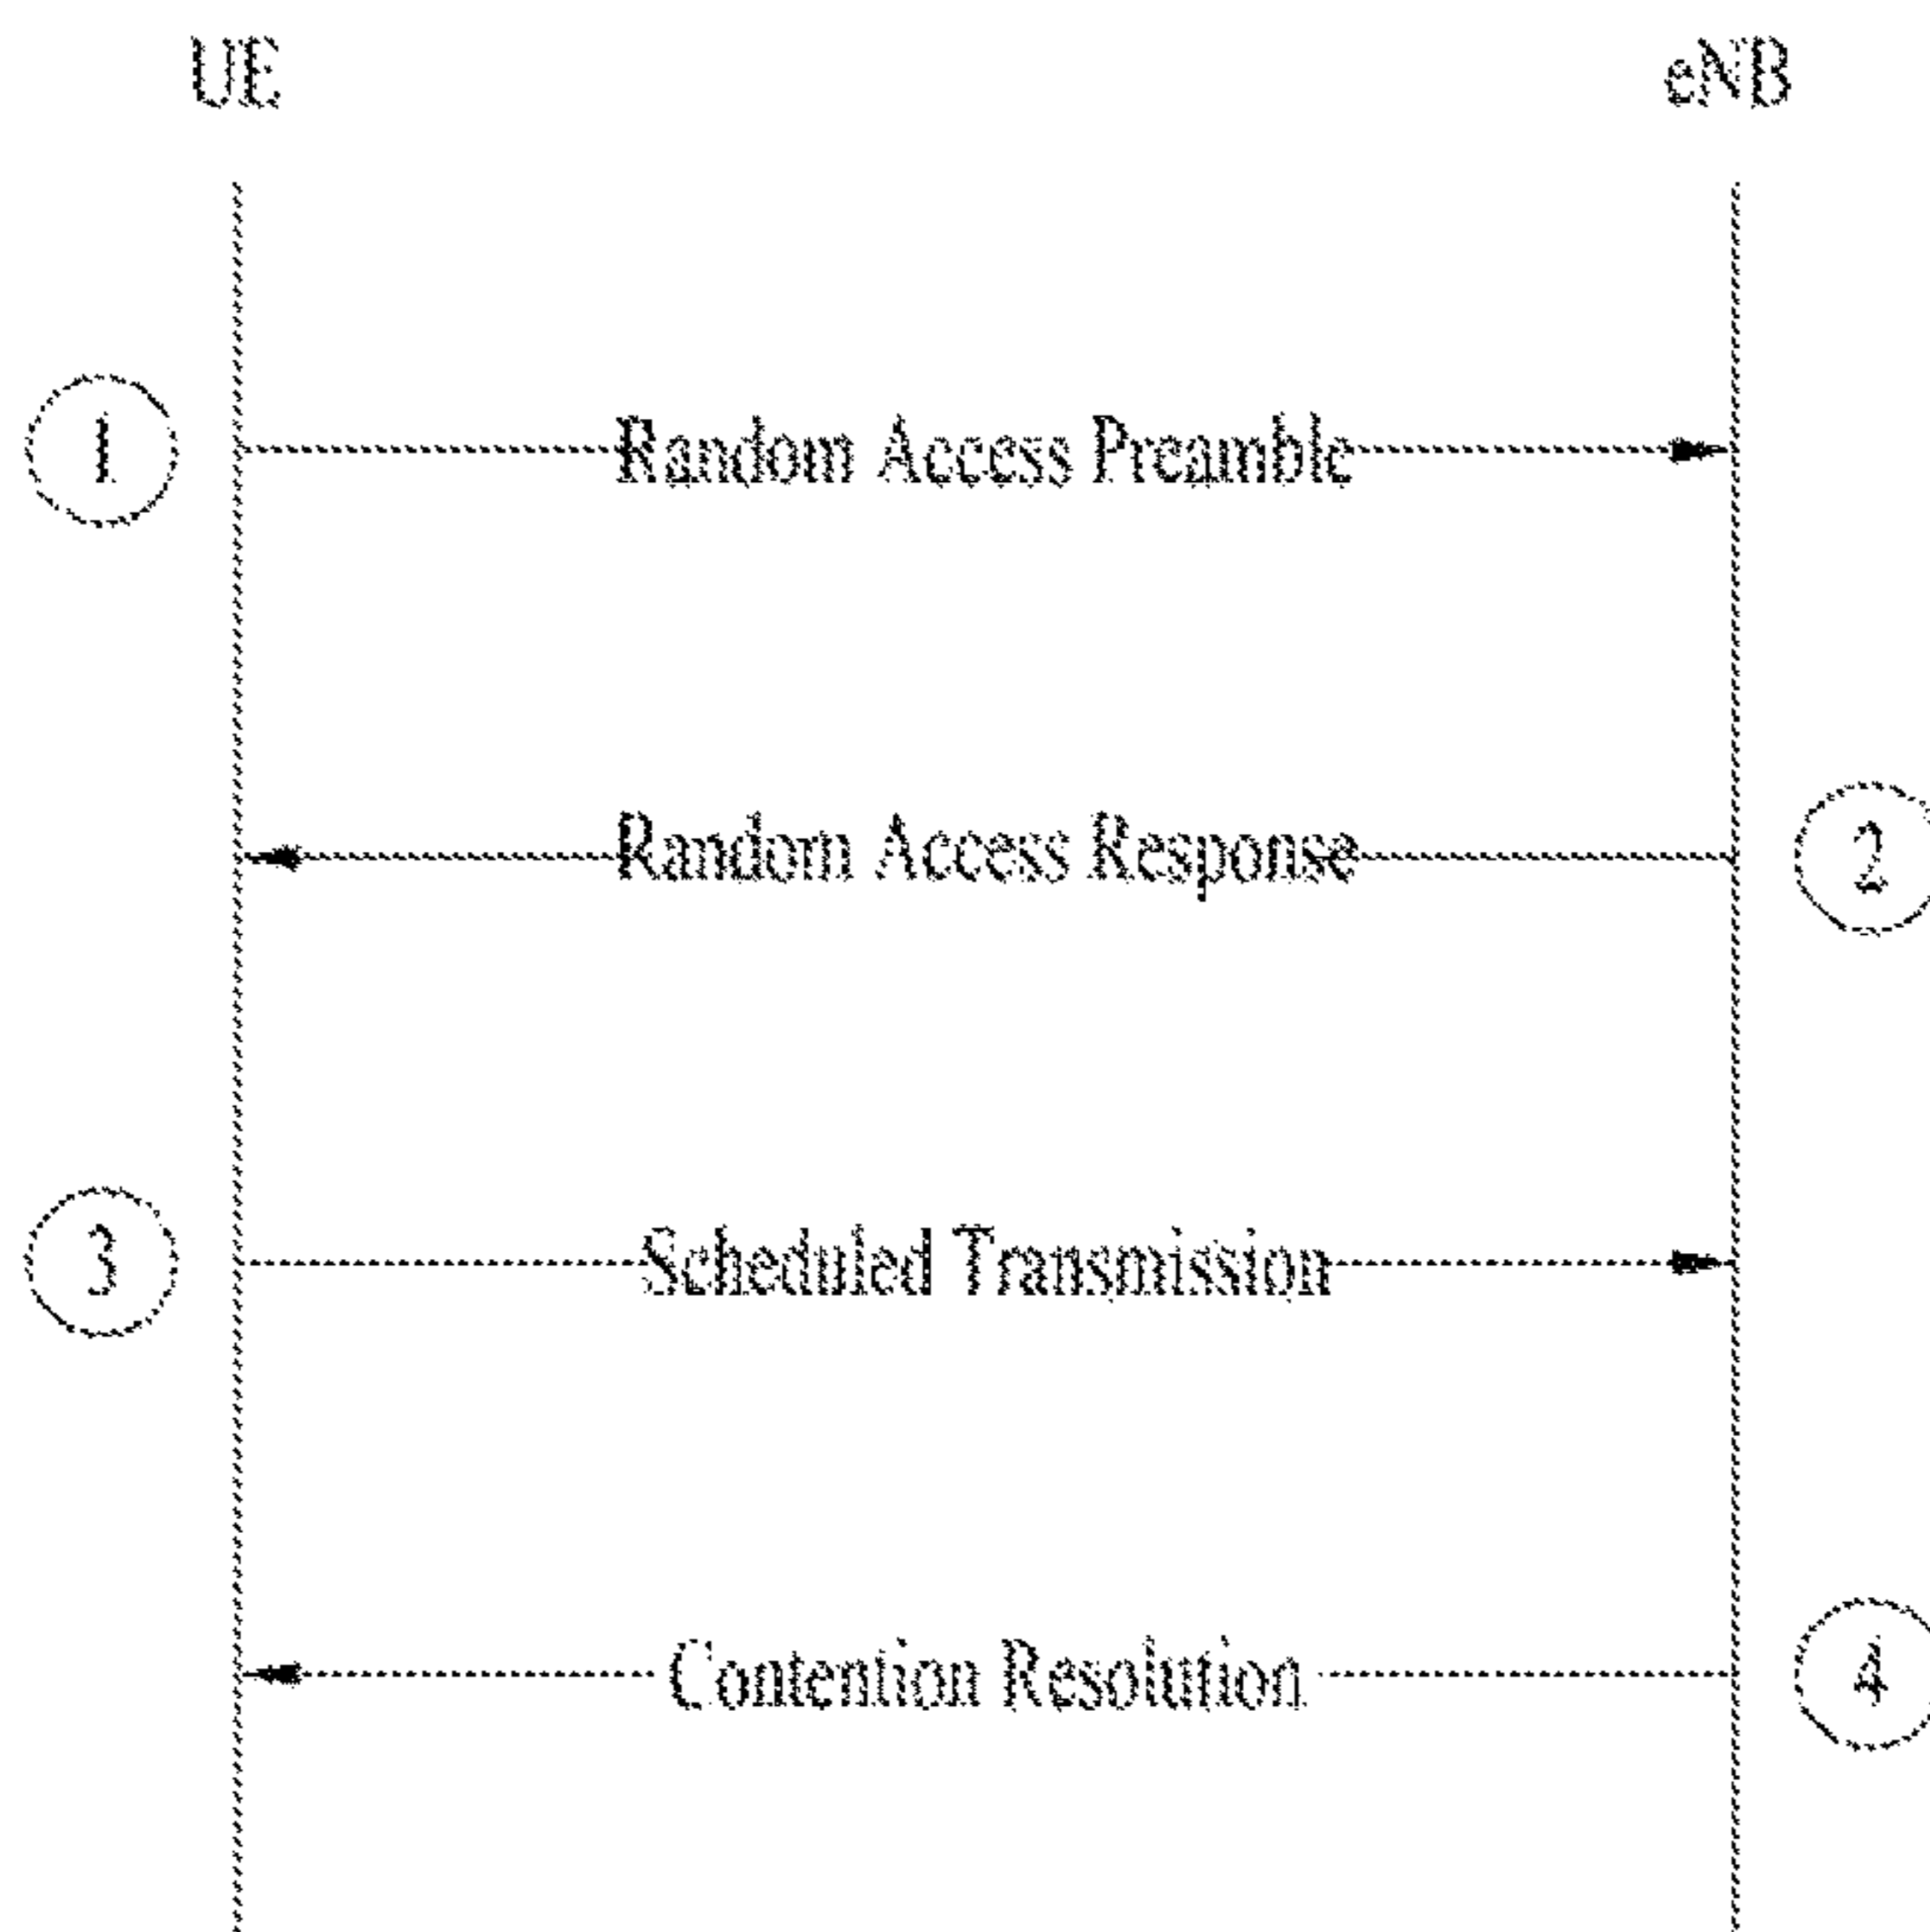 UE eNB
1 Random Access Preamble
Random Access Response 2
3 Scheduled Transmission
Contention Resolution 4